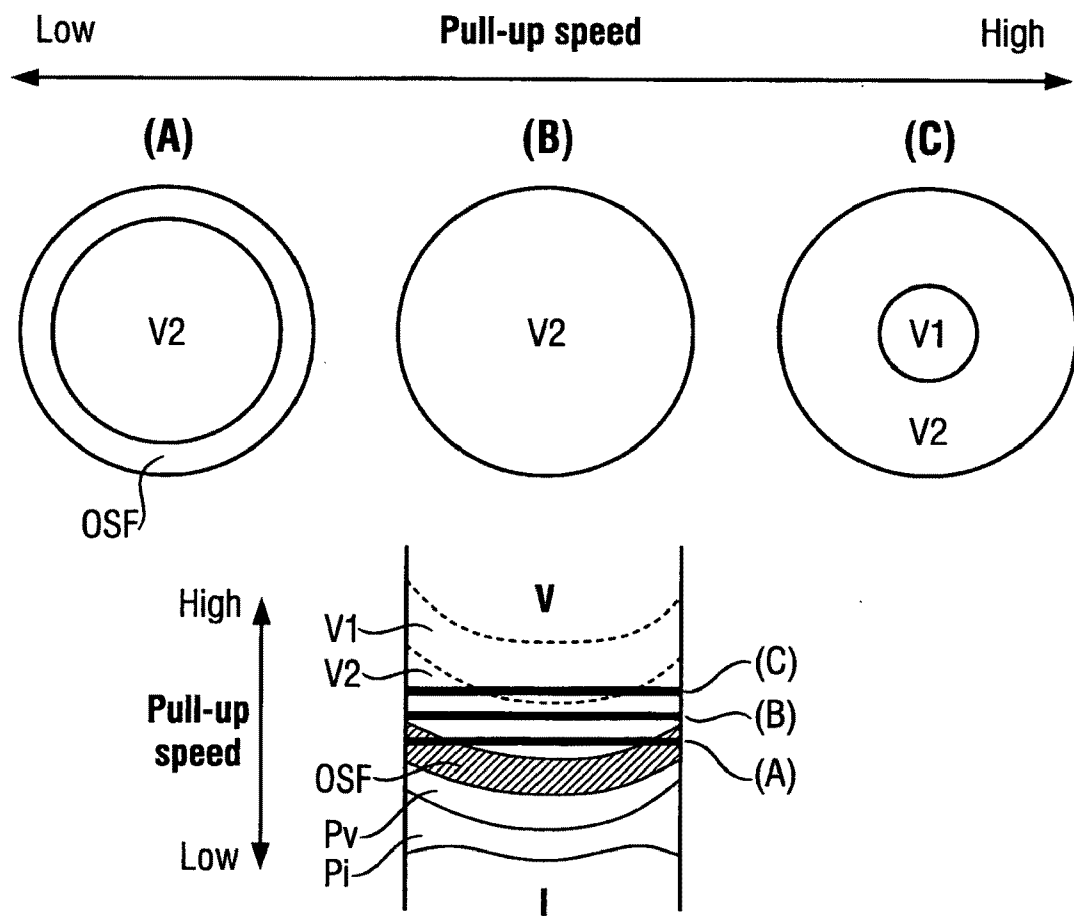 Low Pull-up speed High
(A) (B) (C)
V2 V2 V1
V2
OSF
High V
V1
V2 (C)
Pull-up speed (B)
OSF (A)
Pv
Low Pi
I